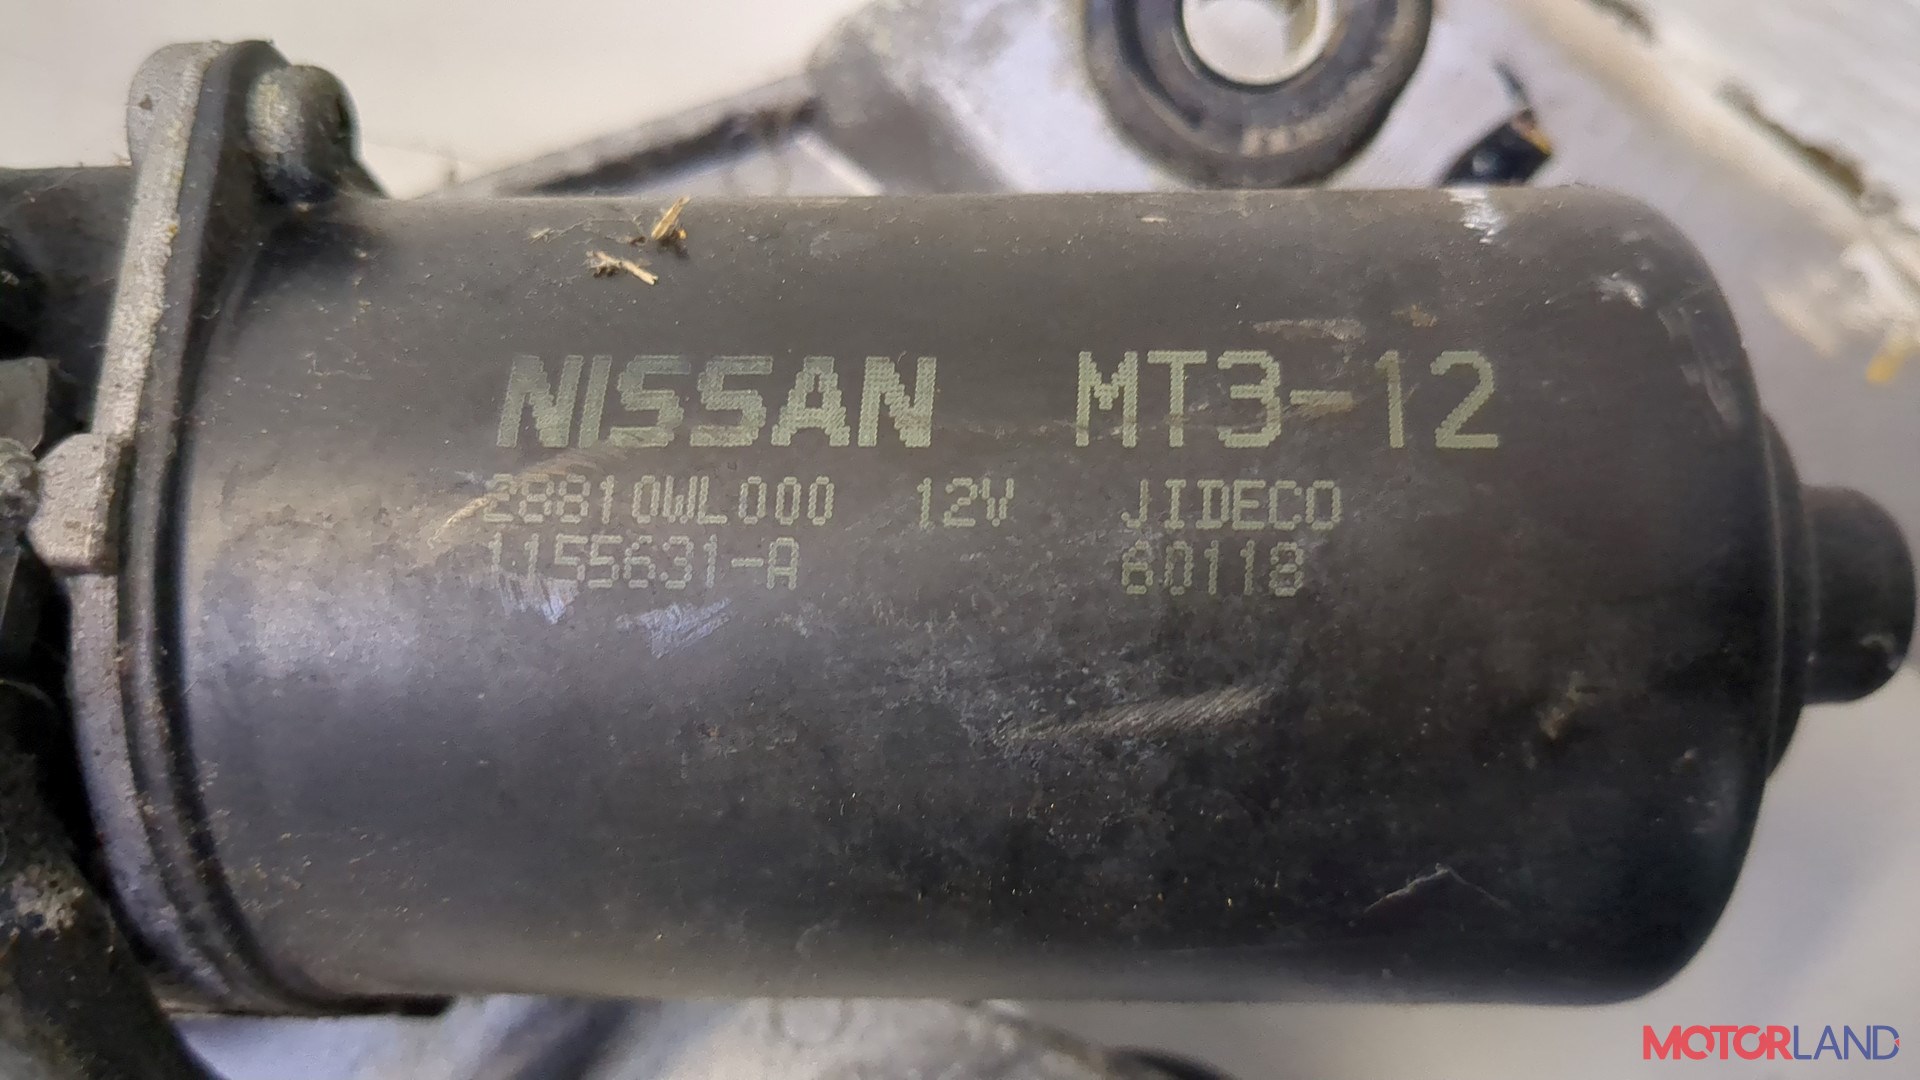 NISSAN MT3-12
28810WL000 12V JIDECO
1155631-A 60118
MOTORLAND